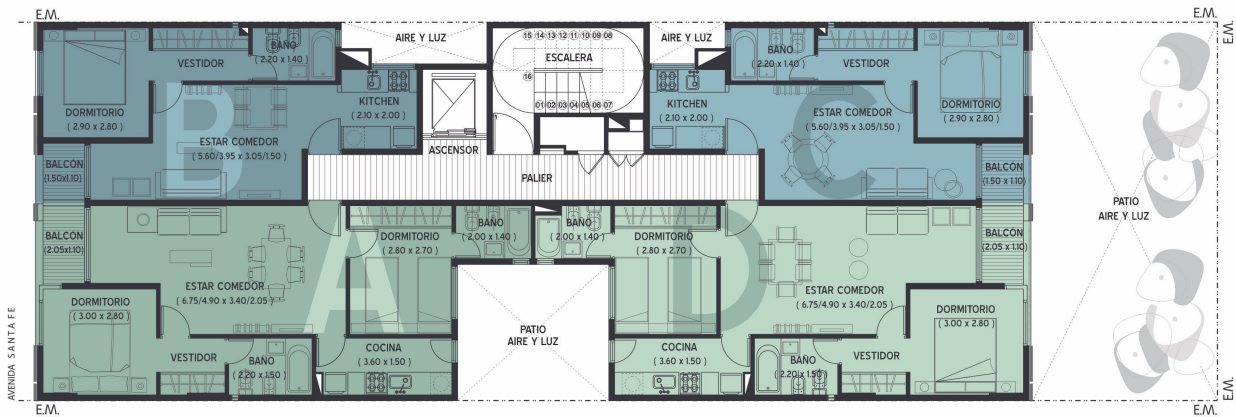 E.M.
E.M.
E.M.
AIRE Y LUZ
15 14 13 12 11 10 09 08
ESCALERA
16
01 02 03 04 05 06 07
AIRE Y LUZ
BAÑO
( 2.20 x 1.40 )
VESTIDOR
DORMITORIO
( 2.90 x 2.80 )
KITCHEN
( 2.10 x 2.00 )
B
ESTAR COMEDOR
( 5.60/3.95 x 3.05/1.50 )
BALCÓN
(1.50x1.10)
ASCENSOR
PALIER
KITCHEN
( 2.10 x 2.00 )
BAÑO
( 2.20 x 1.40 )
VESTIDOR
DORMITORIO
( 2.90 x 2.80 )
C
ESTAR COMEDOR
( 5.60/3.95 x 3.05/1.50 )
BALCÓN
(1.50 x 1.10)
PATIO
AIRE Y LUZ
BALCÓN
(2.05x1.10)
A
ESTAR COMEDOR
( 6.75/4.90 x 3.40/2.05 )
DORMITORIO
( 2.80 x 2.70 )
BAÑO
( 2.00 x 1.40 )
DORMITORIO
( 3.00 x 2.80 )
VESTIDOR
BAÑO
( 2.20 x 1.50 )
COCINA
( 3.60 x 1.50 )
PATIO
AIRE Y LUZ
BAÑO
( 2.00 x 1.40 )
DORMITORIO
( 2.80 x 2.70 )
D
ESTAR COMEDOR
( 6.75/4.90 x 3.40/2.05 )
BALCÓN
(2.05 x 1.10)
COCINA
( 3.60 x 1.50 )
BAÑO
( 2.20 x 1.50 )
VESTIDOR
DORMITORIO
( 3.00 x 2.80 )
AVENIDA SANTA FE
E.M.
E.M.
E.M.